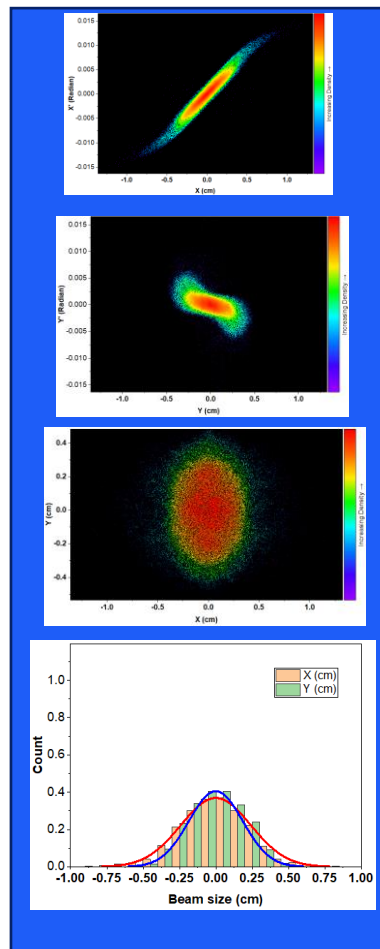 0.015
0.010
0.005
0.000
-0.005
-0.010
-0.015
X' (Radian)
-1.0 -0.5 0.0 0.5 1.0
X (cm)
Increasing Density →
0.015
0.010
0.005
0.000
-0.005
-0.010
-0.015
Y' (Radian)
-1.0 -0.5 0.0 0.5 1.0
Y (cm)
Increasing Density →
0.4
0.2
0.0
-0.2
-0.4
Y (cm)
-1.0 -0.5 0.0 0.5 1.0
X (cm)
Increasing Density →
X (cm)
Y (cm)
1.0
0.8
0.6
0.4
0.2
0.0
Count
-1.00 -0.75 -0.50 -0.25 0.00 0.25 0.50 0.75 1.00
Beam size (cm)